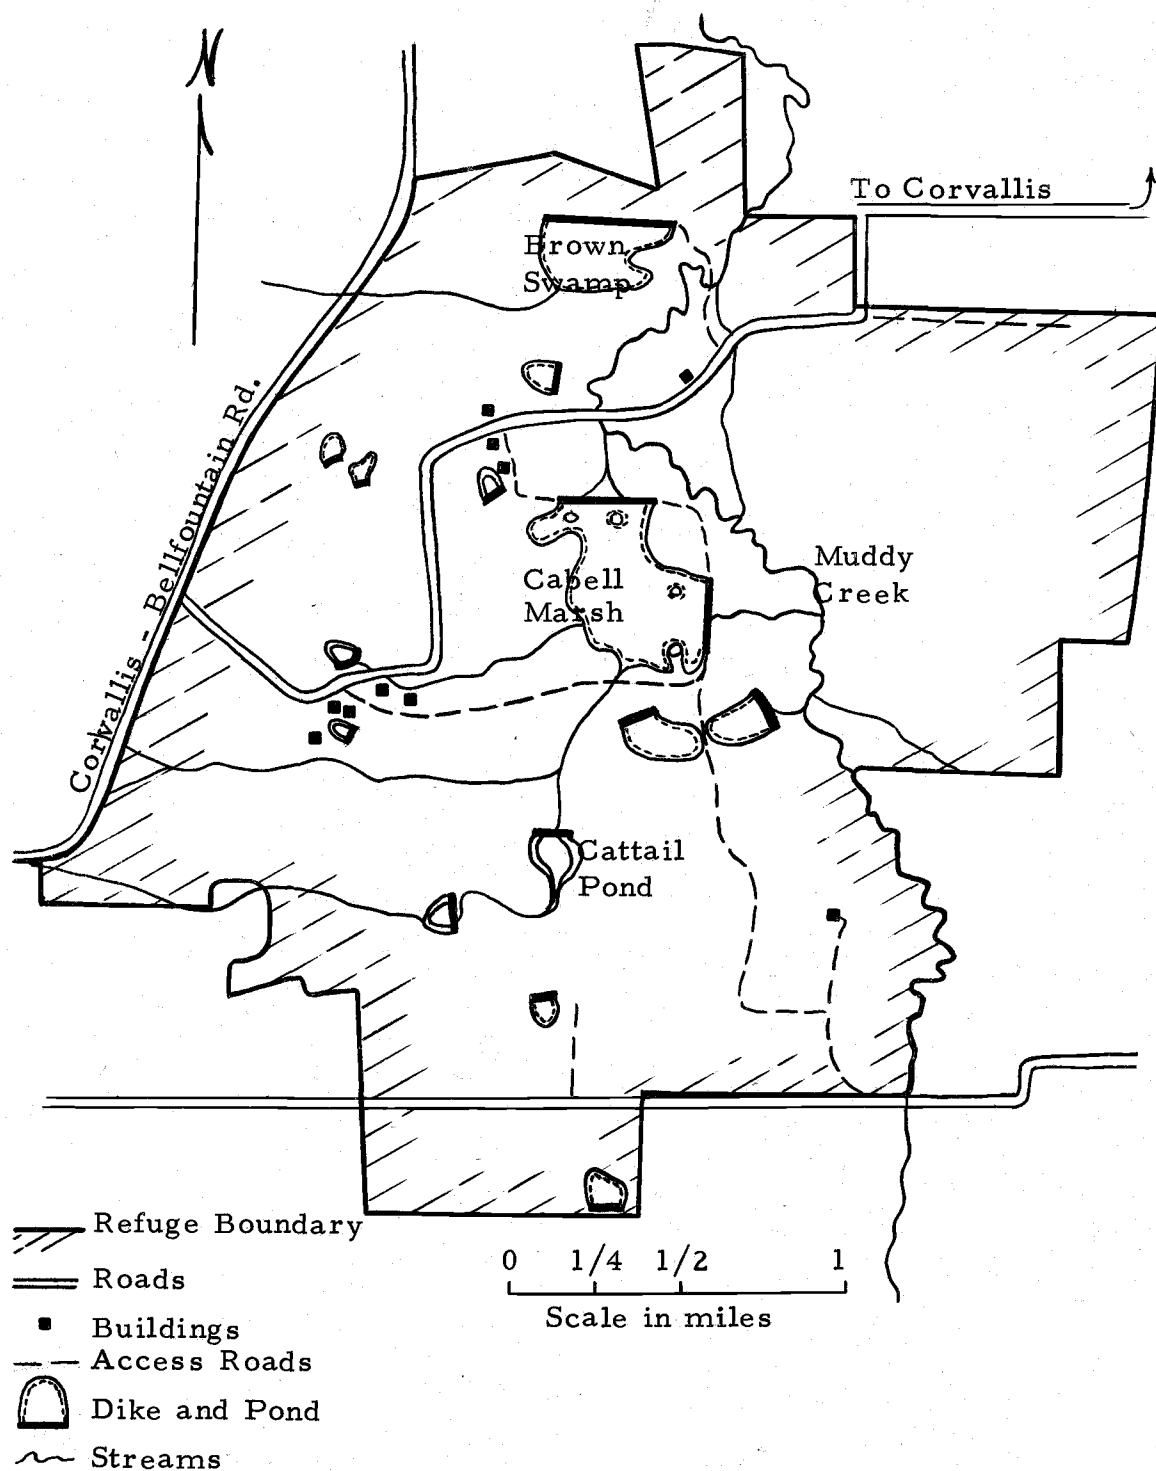 N
To Corvallis
Brown
Swamp
Corvallis - Bellfountain Rd.
Muddy
Creek
Cabell
Marsh
Cattail
Pond
Refuge Boundary
Roads
Buildings
Access Roads
Dike and Pond
Streams
0 1/4 1/2 1
Scale in miles